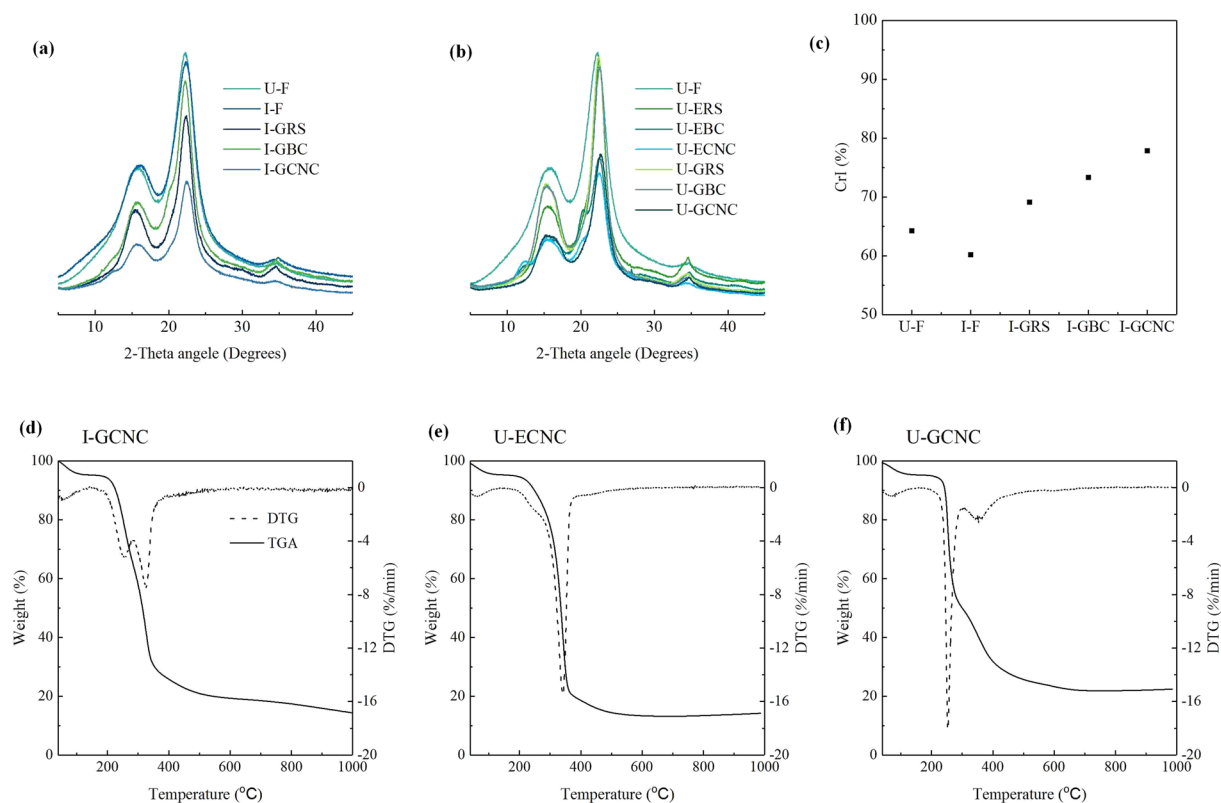 (a)
U-F
I-F
I-GRS
I-GBC
I-GCNC
10 20 30 40
2-Theta angele (Degrees)
(b)
U-F
U-ERS
U-EBC
U-ECNC
U-GRS
U-GBC
U-GCNC
10 20 30 40
2-Theta angele (Degrees)
(c)
100
90
80
70
60
50
CrI (%)
U-F I-F I-GRS I-GBC I-GCNC
(d) I-GCNC
100
80
60
40
20
0
Weight (%)
DTG
TGA
0
-4
-8
-12
-16
-20
DTG (%/min)
200 400 600 800 1000
Temperature (°C)
(e) U-ECNC
100
80
60
40
20
0
Weight (%)
0
-4
-8
-12
-16
-20
DTG (%/min)
200 400 600 800 1000
Temperature (°C)
(f) U-GCNC
100
80
60
40
20
0
Weight (%)
0
-4
-8
-12
-16
-20
DTG (%/min)
200 400 600 800 1000
Temperature (°C)